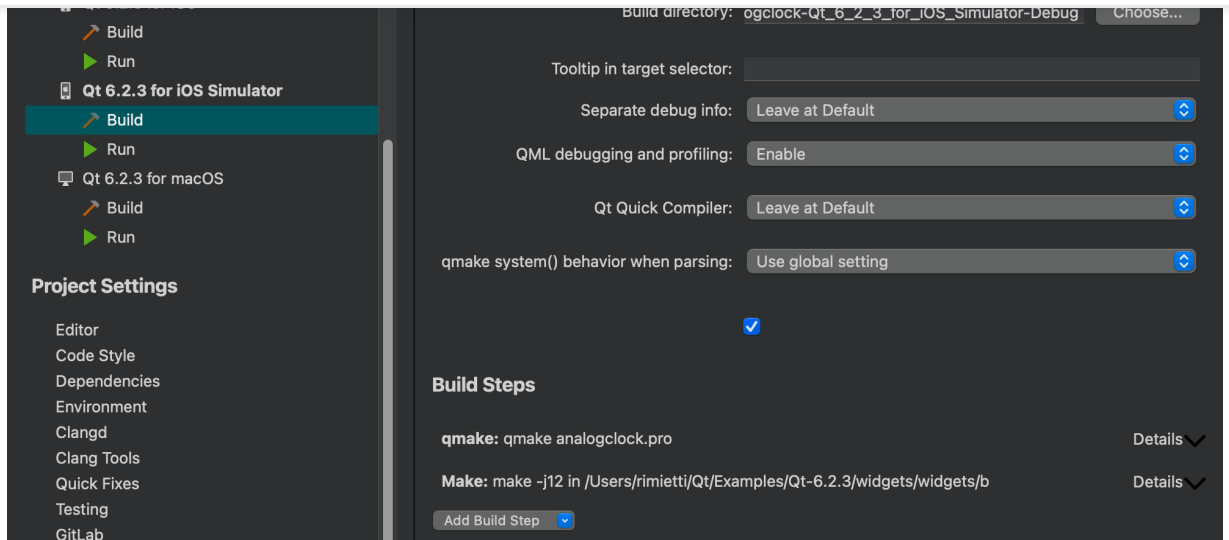 Build
Run
Qt 6.2.3 for iOS Simulator
Build
Run
Qt 6.2.3 for macOS
Build
Run
Project Settings
Editor
Code Style
Dependencies
Environment
Clangd
Clang Tools
Quick Fixes
Testing
GitLab
Build directory: ogclock-Qt_6_2_3_for_iOS_Simulator-Debug Choose...
Tooltip in target selector:
Separate debug info: Leave at Default
QML debugging and profiling: Enable
Qt Quick Compiler: Leave at Default
qmake system() behavior when parsing: Use global setting
Build Steps
qmake: qmake analogclock.pro Details
Make: make -j12 in /Users/rimietti/Qt/Examples/Qt-6.2.3/widgets/widgets/b Details
Add Build Step